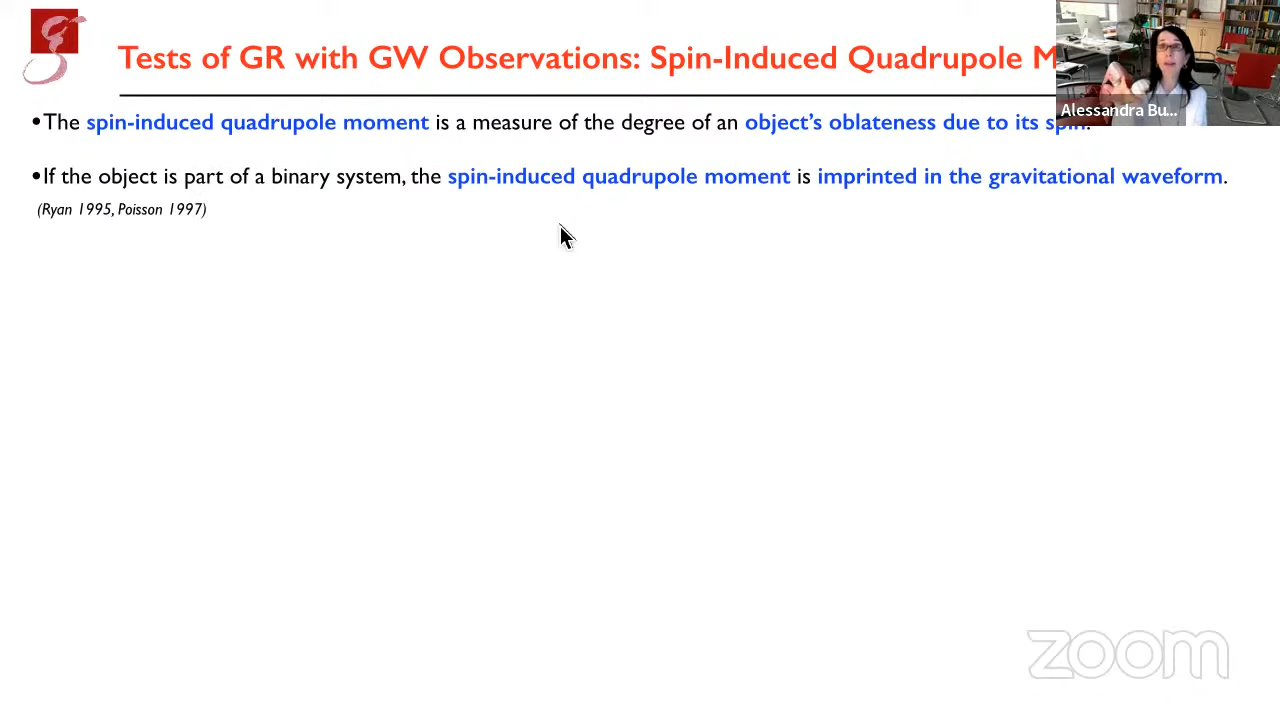 Tests of GR with GW Observations: Spin-Induced Quadrupole M
Alessandra Bu...
•The spin-induced quadrupole moment is a measure of the degree of an object's oblateness due to its spin.
•If the object is part of a binary system, the spin-induced quadrupole moment is imprinted in the gravitational waveform.
(Ryan 1995, Poisson 1997)
zoom